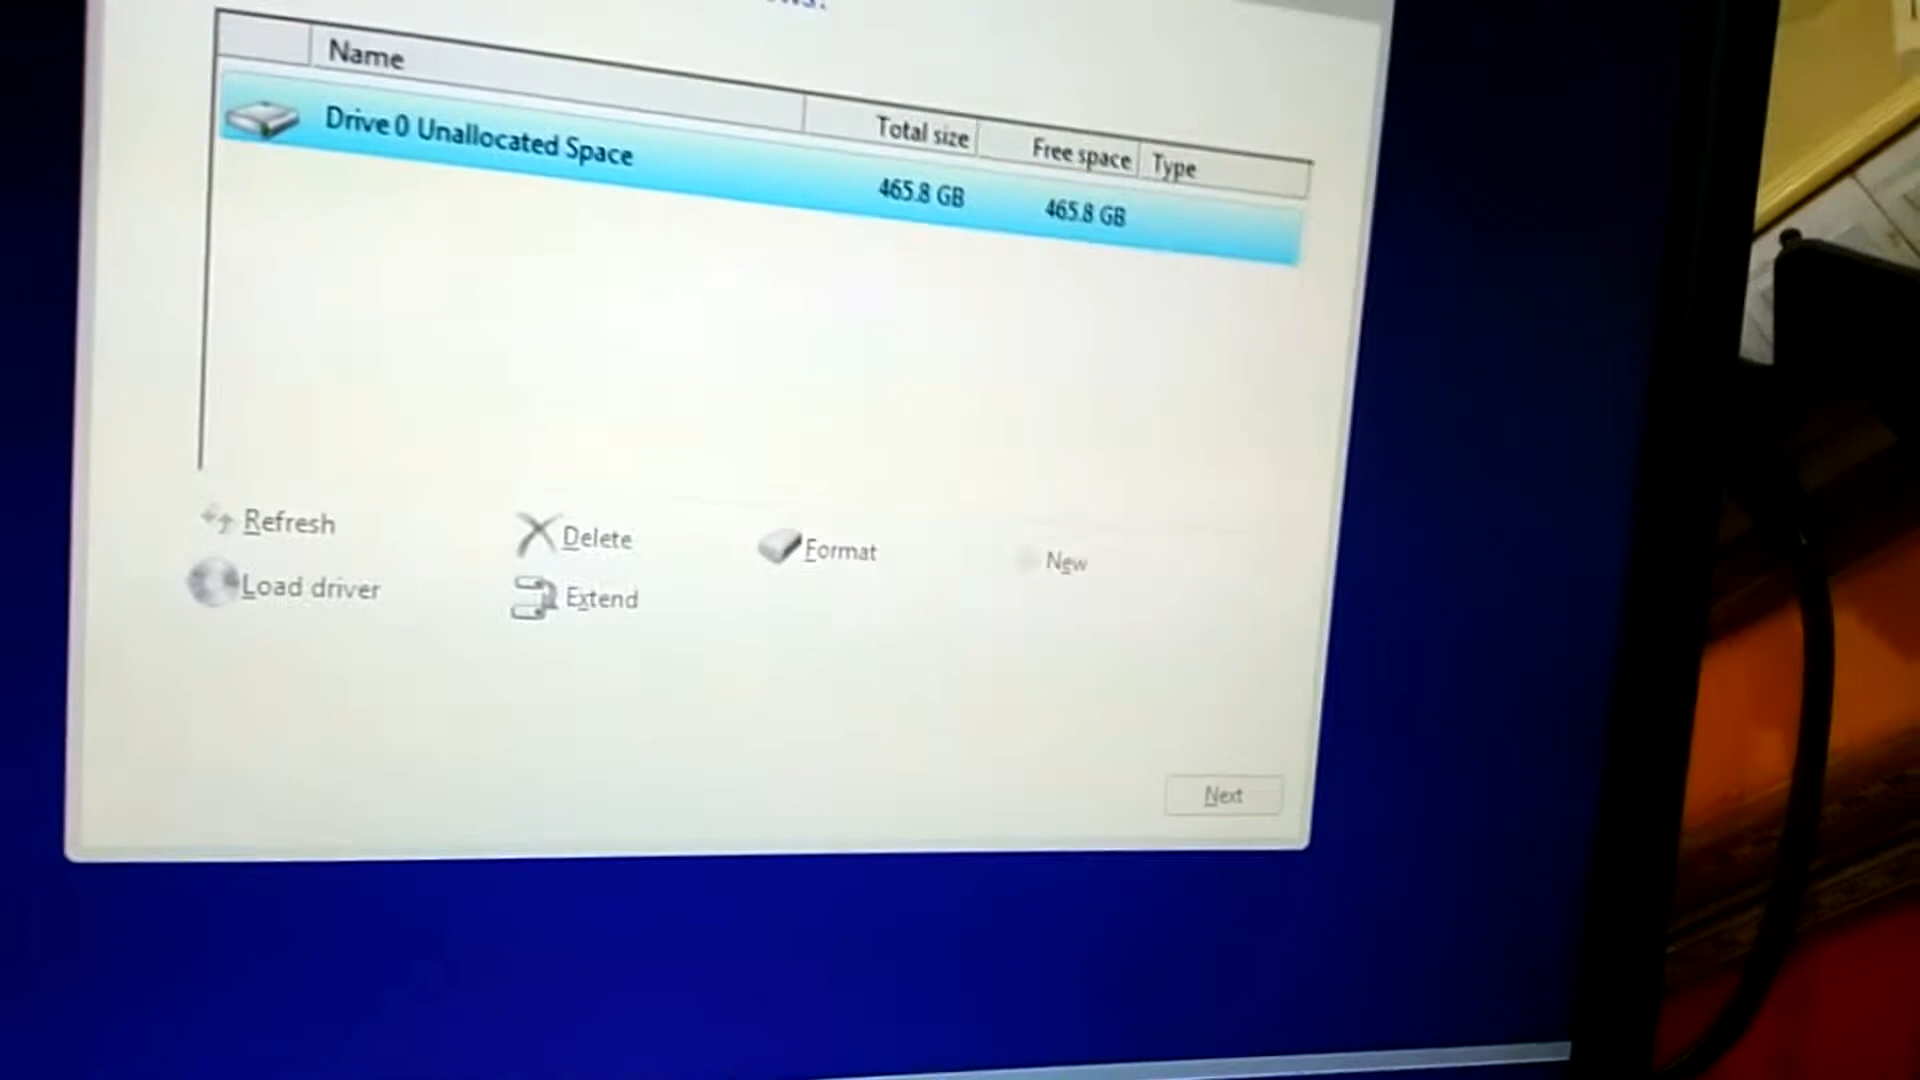 Name Total size Free space Type
Drive 0 Unallocated Space 465.8 GB 465.8 GB
Refresh Delete Format New
Load driver Extend
Next